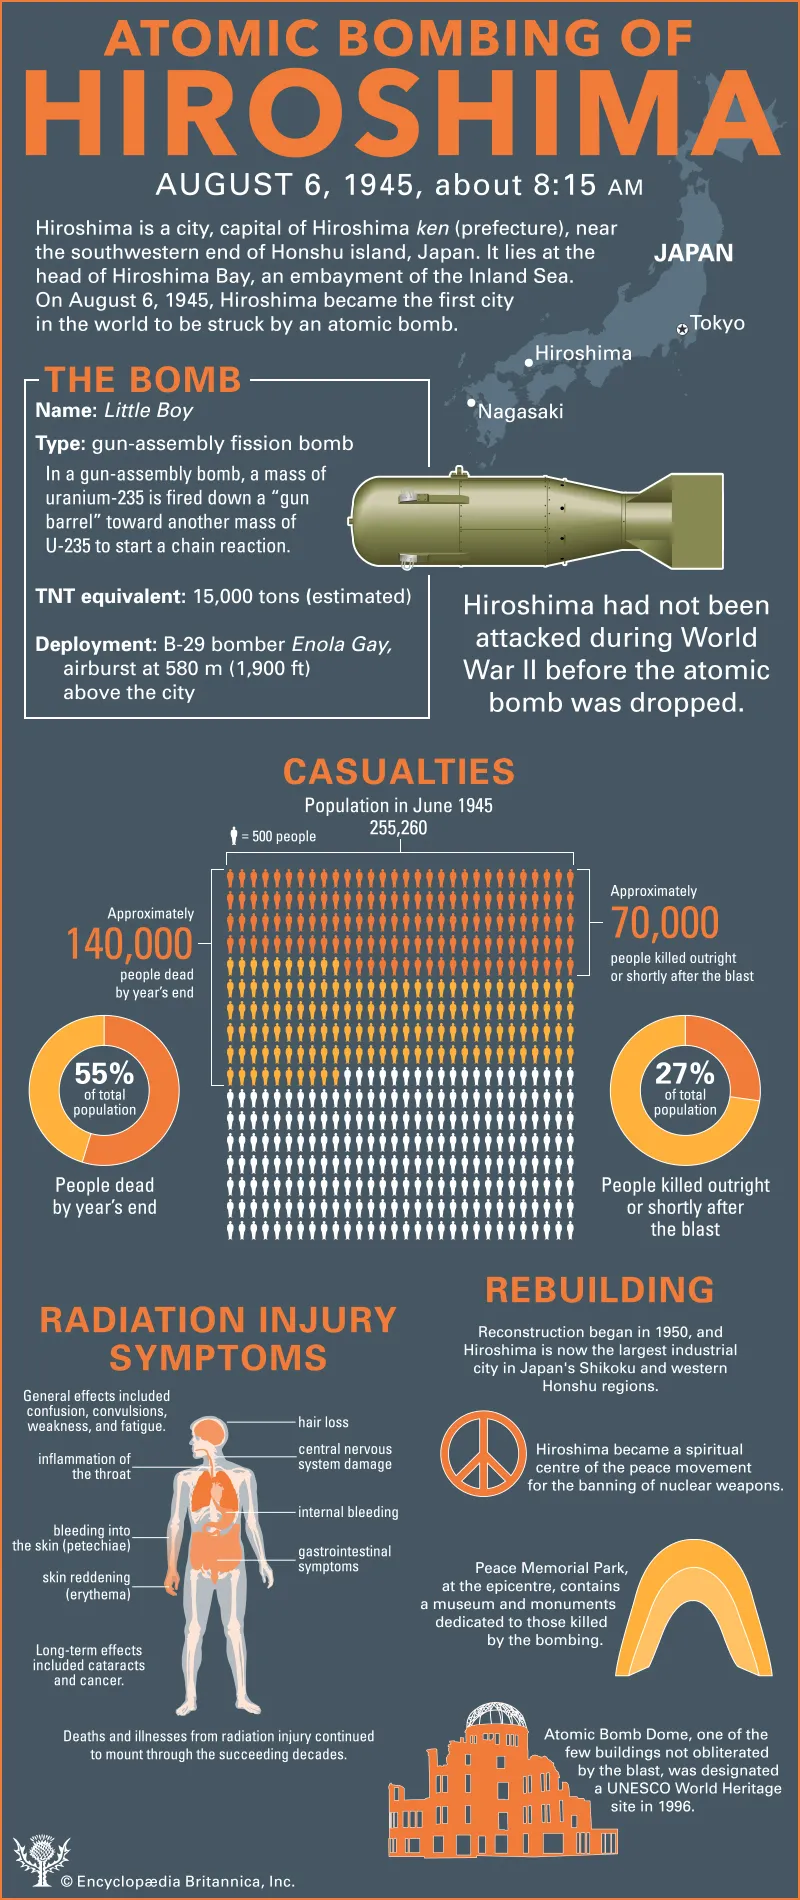 ATOMIC BOMBING OF
HIROSHIMA
AUGUST 6, 1945, about 8:15 AM
Hiroshima is a city, capital of Hiroshima ken (prefecture), near
the southwestern end of Honshu island, Japan. It lies at the
head of Hiroshima Bay, an embayment of the Inland Sea.
On August 6, 1945, Hiroshima became the first city
in the world to be struck by an atomic bomb.
JAPAN
Tokyo
Hiroshima
Nagasaki
THE BOMB
Name: Little Boy
Type: gun-assembly fission bomb
In a gun-assembly bomb, a mass of
uranium-235 is fired down a “gun
barrel” toward another mass of
U-235 to start a chain reaction.
TNT equivalent: 15,000 tons (estimated)
Deployment: B-29 bomber Enola Gay,
airburst at 580 m (1,900 ft)
above the city
Hiroshima had not been
attacked during World
War II before the atomic
bomb was dropped.
CASUALTIES
Population in June 1945
255,260
= 500 people
Approximately
140,000
people dead
by year's end
Approximately
70,000
people killed outright
or shortly after the blast
55%
of total
population
People dead
by year's end
27%
of total
population
People killed outright
or shortly after
the blast
RADIATION INJURY
SYMPTOMS
General effects included
confusion, convulsions,
weakness, and fatigue.
inflammation of
the throat
bleeding into
the skin (petechiae)
skin reddening
(erythema)
Long-term effects
included cataracts
and cancer.
hair loss
central nervous
system damage
internal bleeding
gastrointestinal
symptoms
Deaths and illnesses from radiation injury continued
to mount through the succeeding decades.
REBUILDING
Reconstruction began in 1950, and
Hiroshima is now the largest industrial
city in Japan's Shikoku and western
Honshu regions.
Hiroshima became a spiritual
centre of the peace movement
for the banning of nuclear weapons.
Peace Memorial Park,
at the epicentre, contains
a museum and monuments
dedicated to those killed
by the bombing.
Atomic Bomb Dome, one of the
few buildings not obliterated
by the blast, was designated
a UNESCO World Heritage
site in 1996.
© Encyclopædia Britannica, Inc.